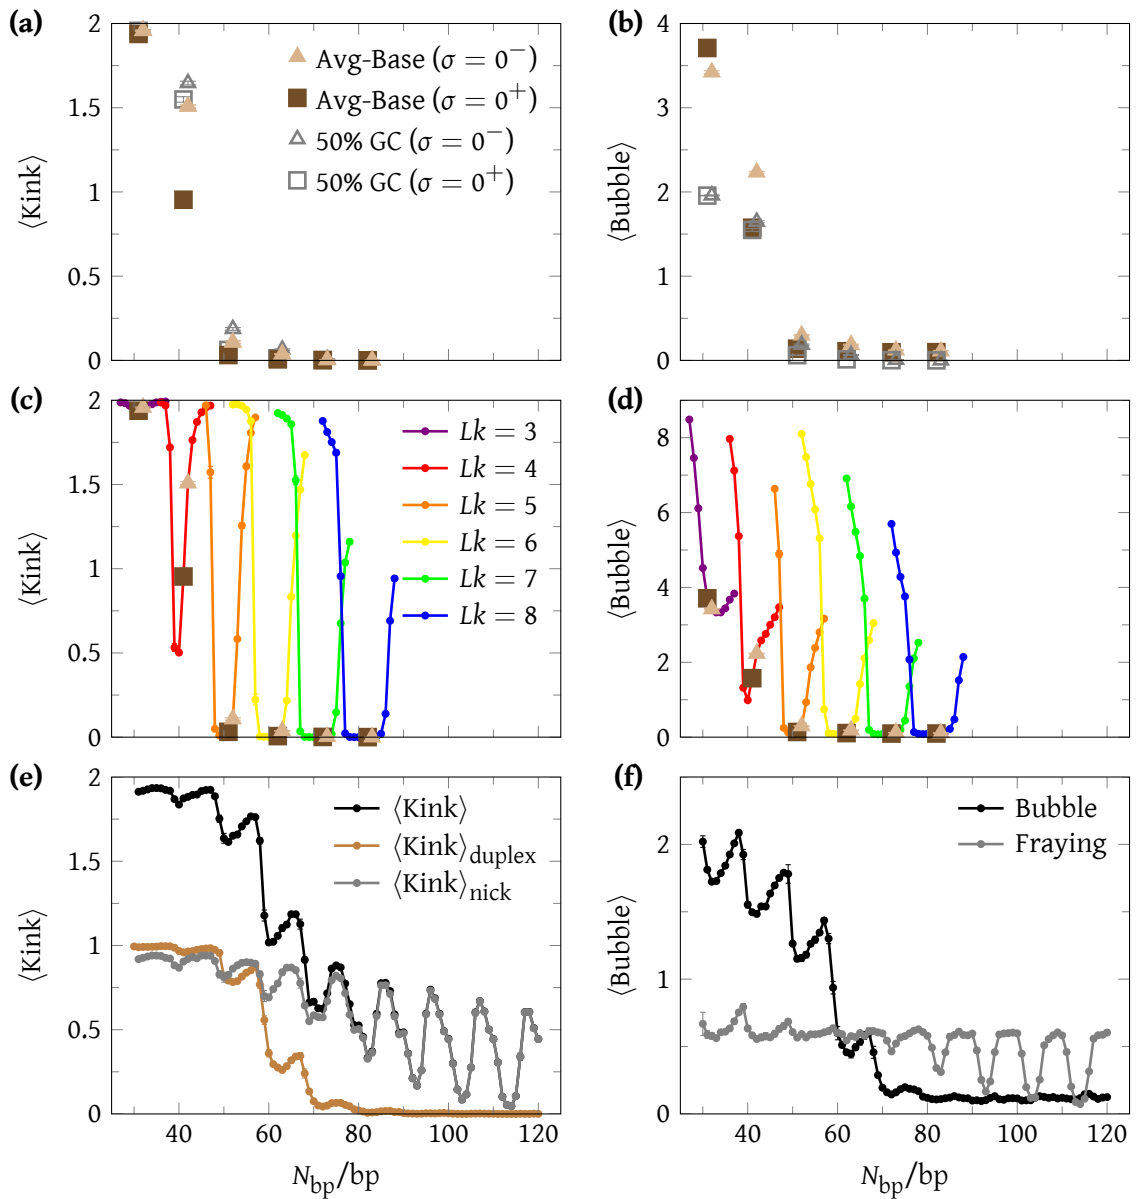 (a)
2
1.5
1
0.5
0
⟨Kink⟩
Avg-Base (σ = 0⁻)
Avg-Base (σ = 0⁺)
50% GC (σ = 0⁻)
50% GC (σ = 0⁺)
(b)
4
3
2
1
0
⟨Bubble⟩
(c)
2
1.5
1
0.5
0
⟨Kink⟩
Lk = 3
Lk = 4
Lk = 5
Lk = 6
Lk = 7
Lk = 8
(d)
8
6
4
2
0
⟨Bubble⟩
(e)
2
1.5
1
0.5
0
⟨Kink⟩
⟨Kink⟩
⟨Kink⟩duplex
⟨Kink⟩nick
40 60 80 100 120
Nbp/bp
(f)
2
1
0
⟨Bubble⟩
Bubble
Fraying
40 60 80 100 120
Nbp/bp